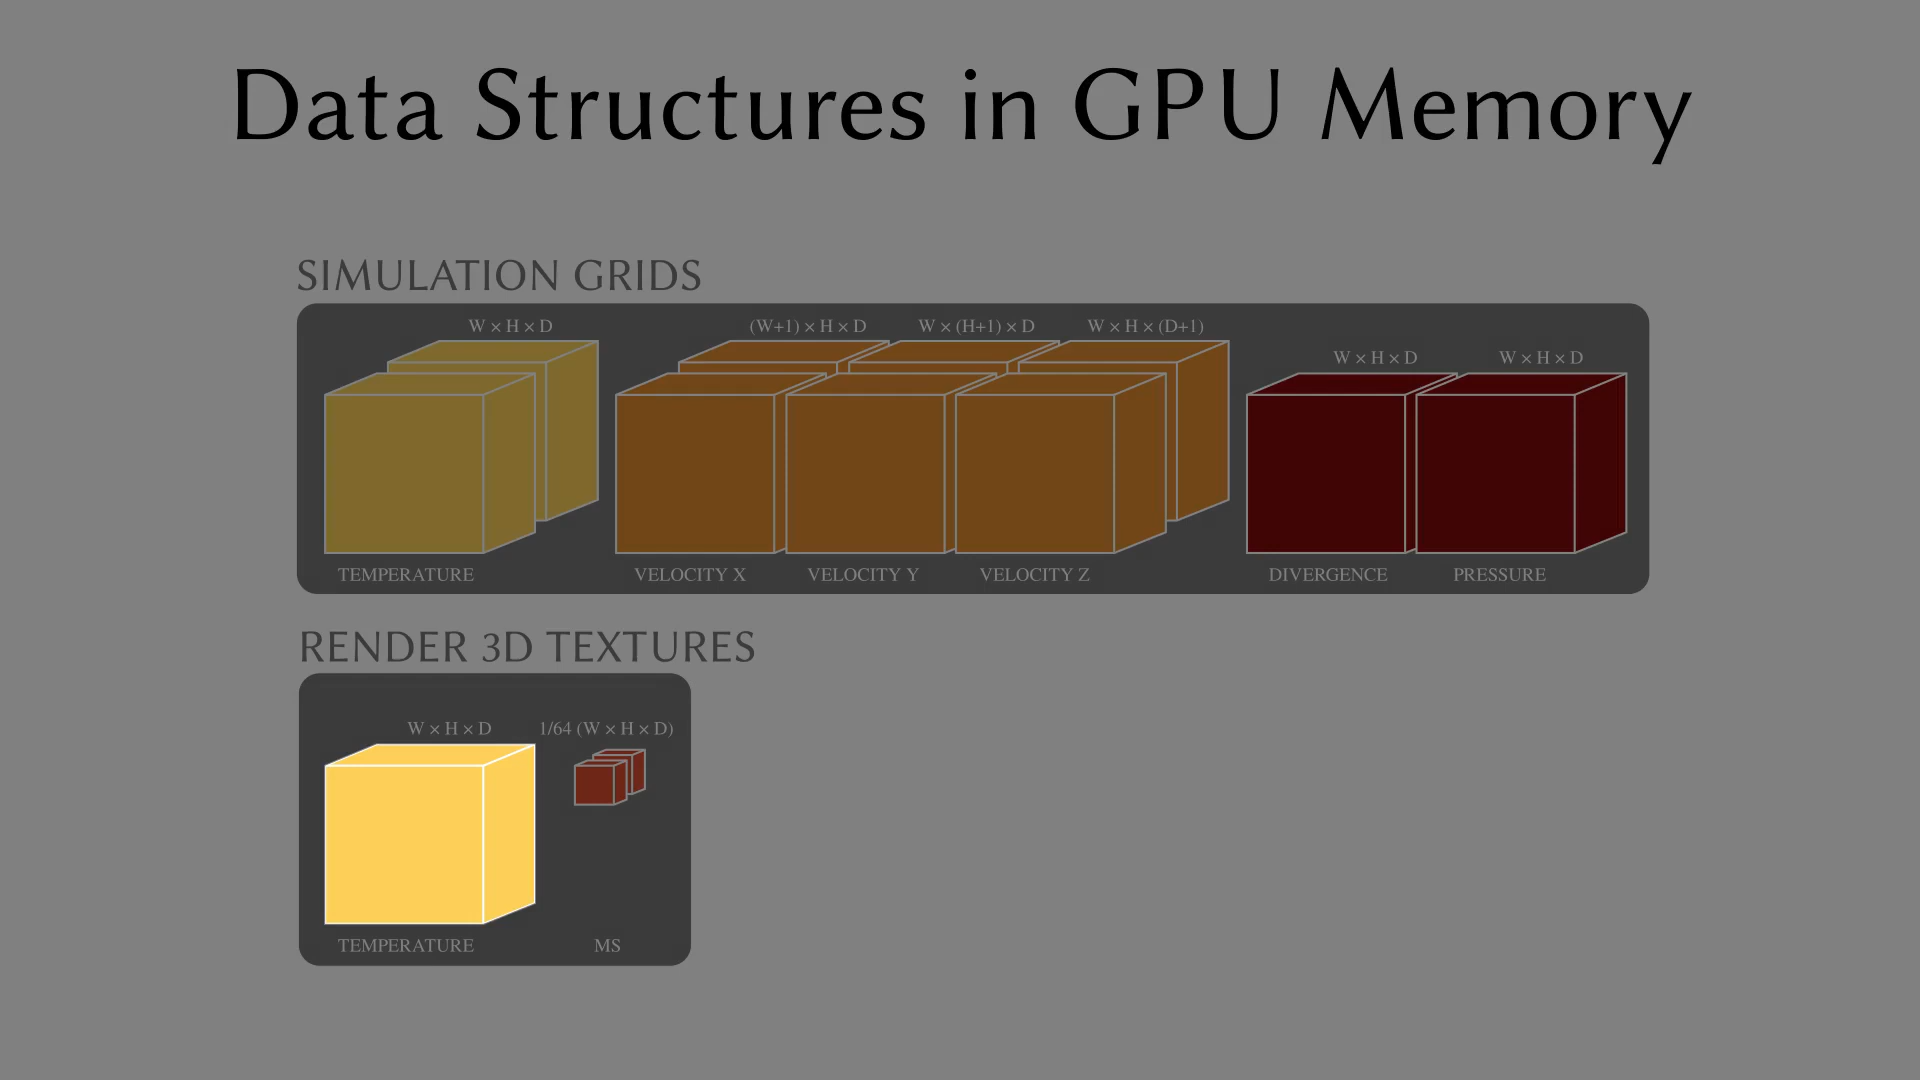 Data Structures in GPU Memory
SIMULATION GRIDS
W × H × D
(W+1) × H × D
W × (H+1) × D
W × H × (D+1)
W × H × D
W × H × D
TEMPERATURE
VELOCITY X
VELOCITY Y
VELOCITY Z
DIVERGENCE
PRESSURE
RENDER 3D TEXTURES
W × H × D
1/64 (W × H × D)
TEMPERATURE
MS